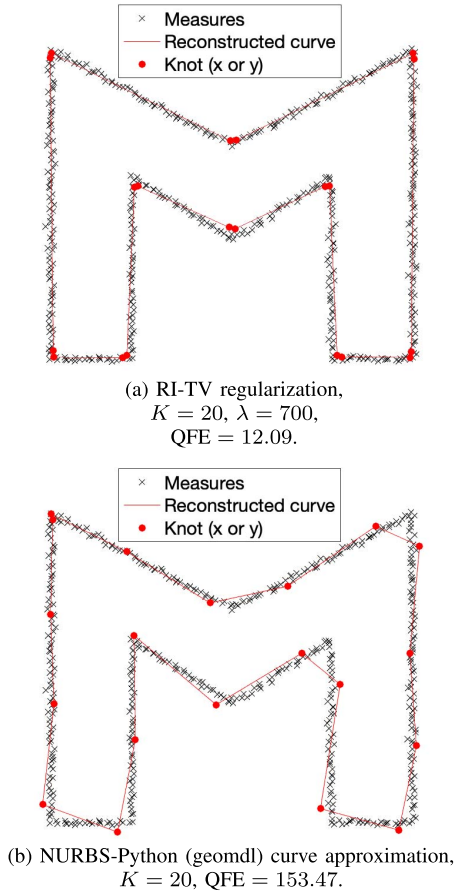 Measures
Reconstructed curve
Knot (x or y)
(a) RI-TV regularization,
K = 20, λ = 700,
QFE = 12.09.
Measures
Reconstructed curve
Knot (x or y)
(b) NURBS-Python (geomdl) curve approximation,
K = 20, QFE = 153.47.